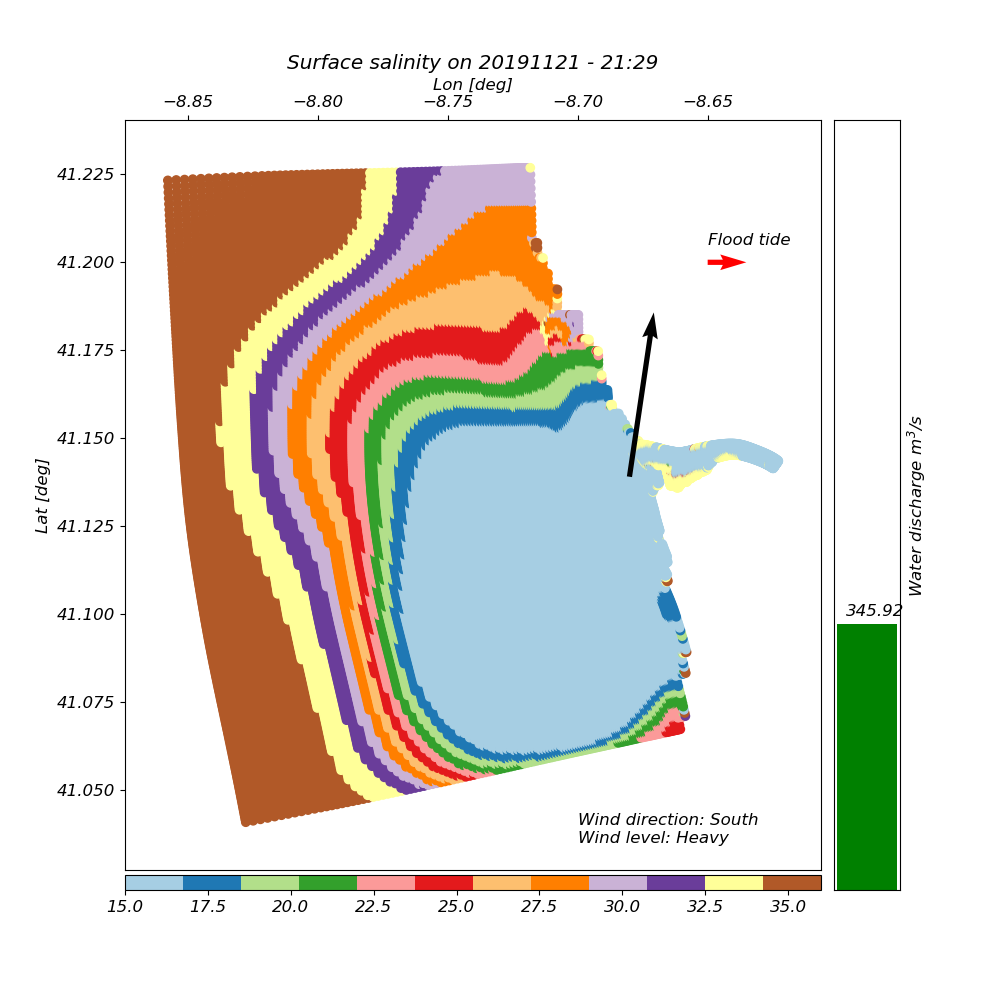 Surface salinity on 20191121 - 21:29
Lon [deg]
−8.85 −8.80 −8.75 −8.70 −8.65
41.225
41.200
41.175
41.150
41.125
41.100
41.075
41.050
Lat [deg]
Flood tide
Wind direction: South
Wind level: Heavy
345.92
Water discharge m³/s
15.0 17.5 20.0 22.5 25.0 27.5 30.0 32.5 35.0